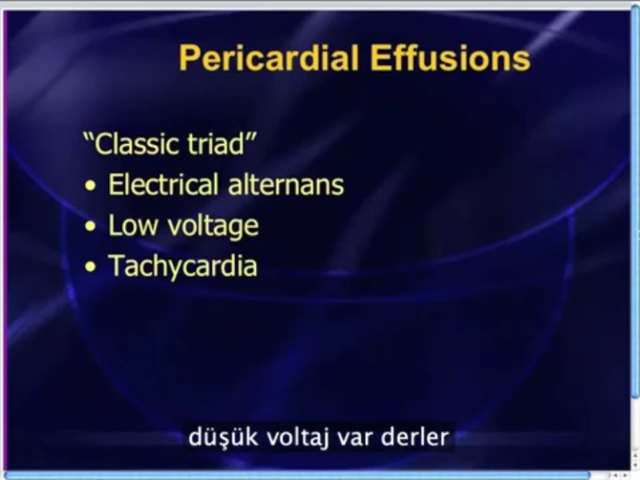 Pericardial Effusions
“Classic triad”
• Electrical alternans
• Low voltage
• Tachycardia
düşük voltaj var derler